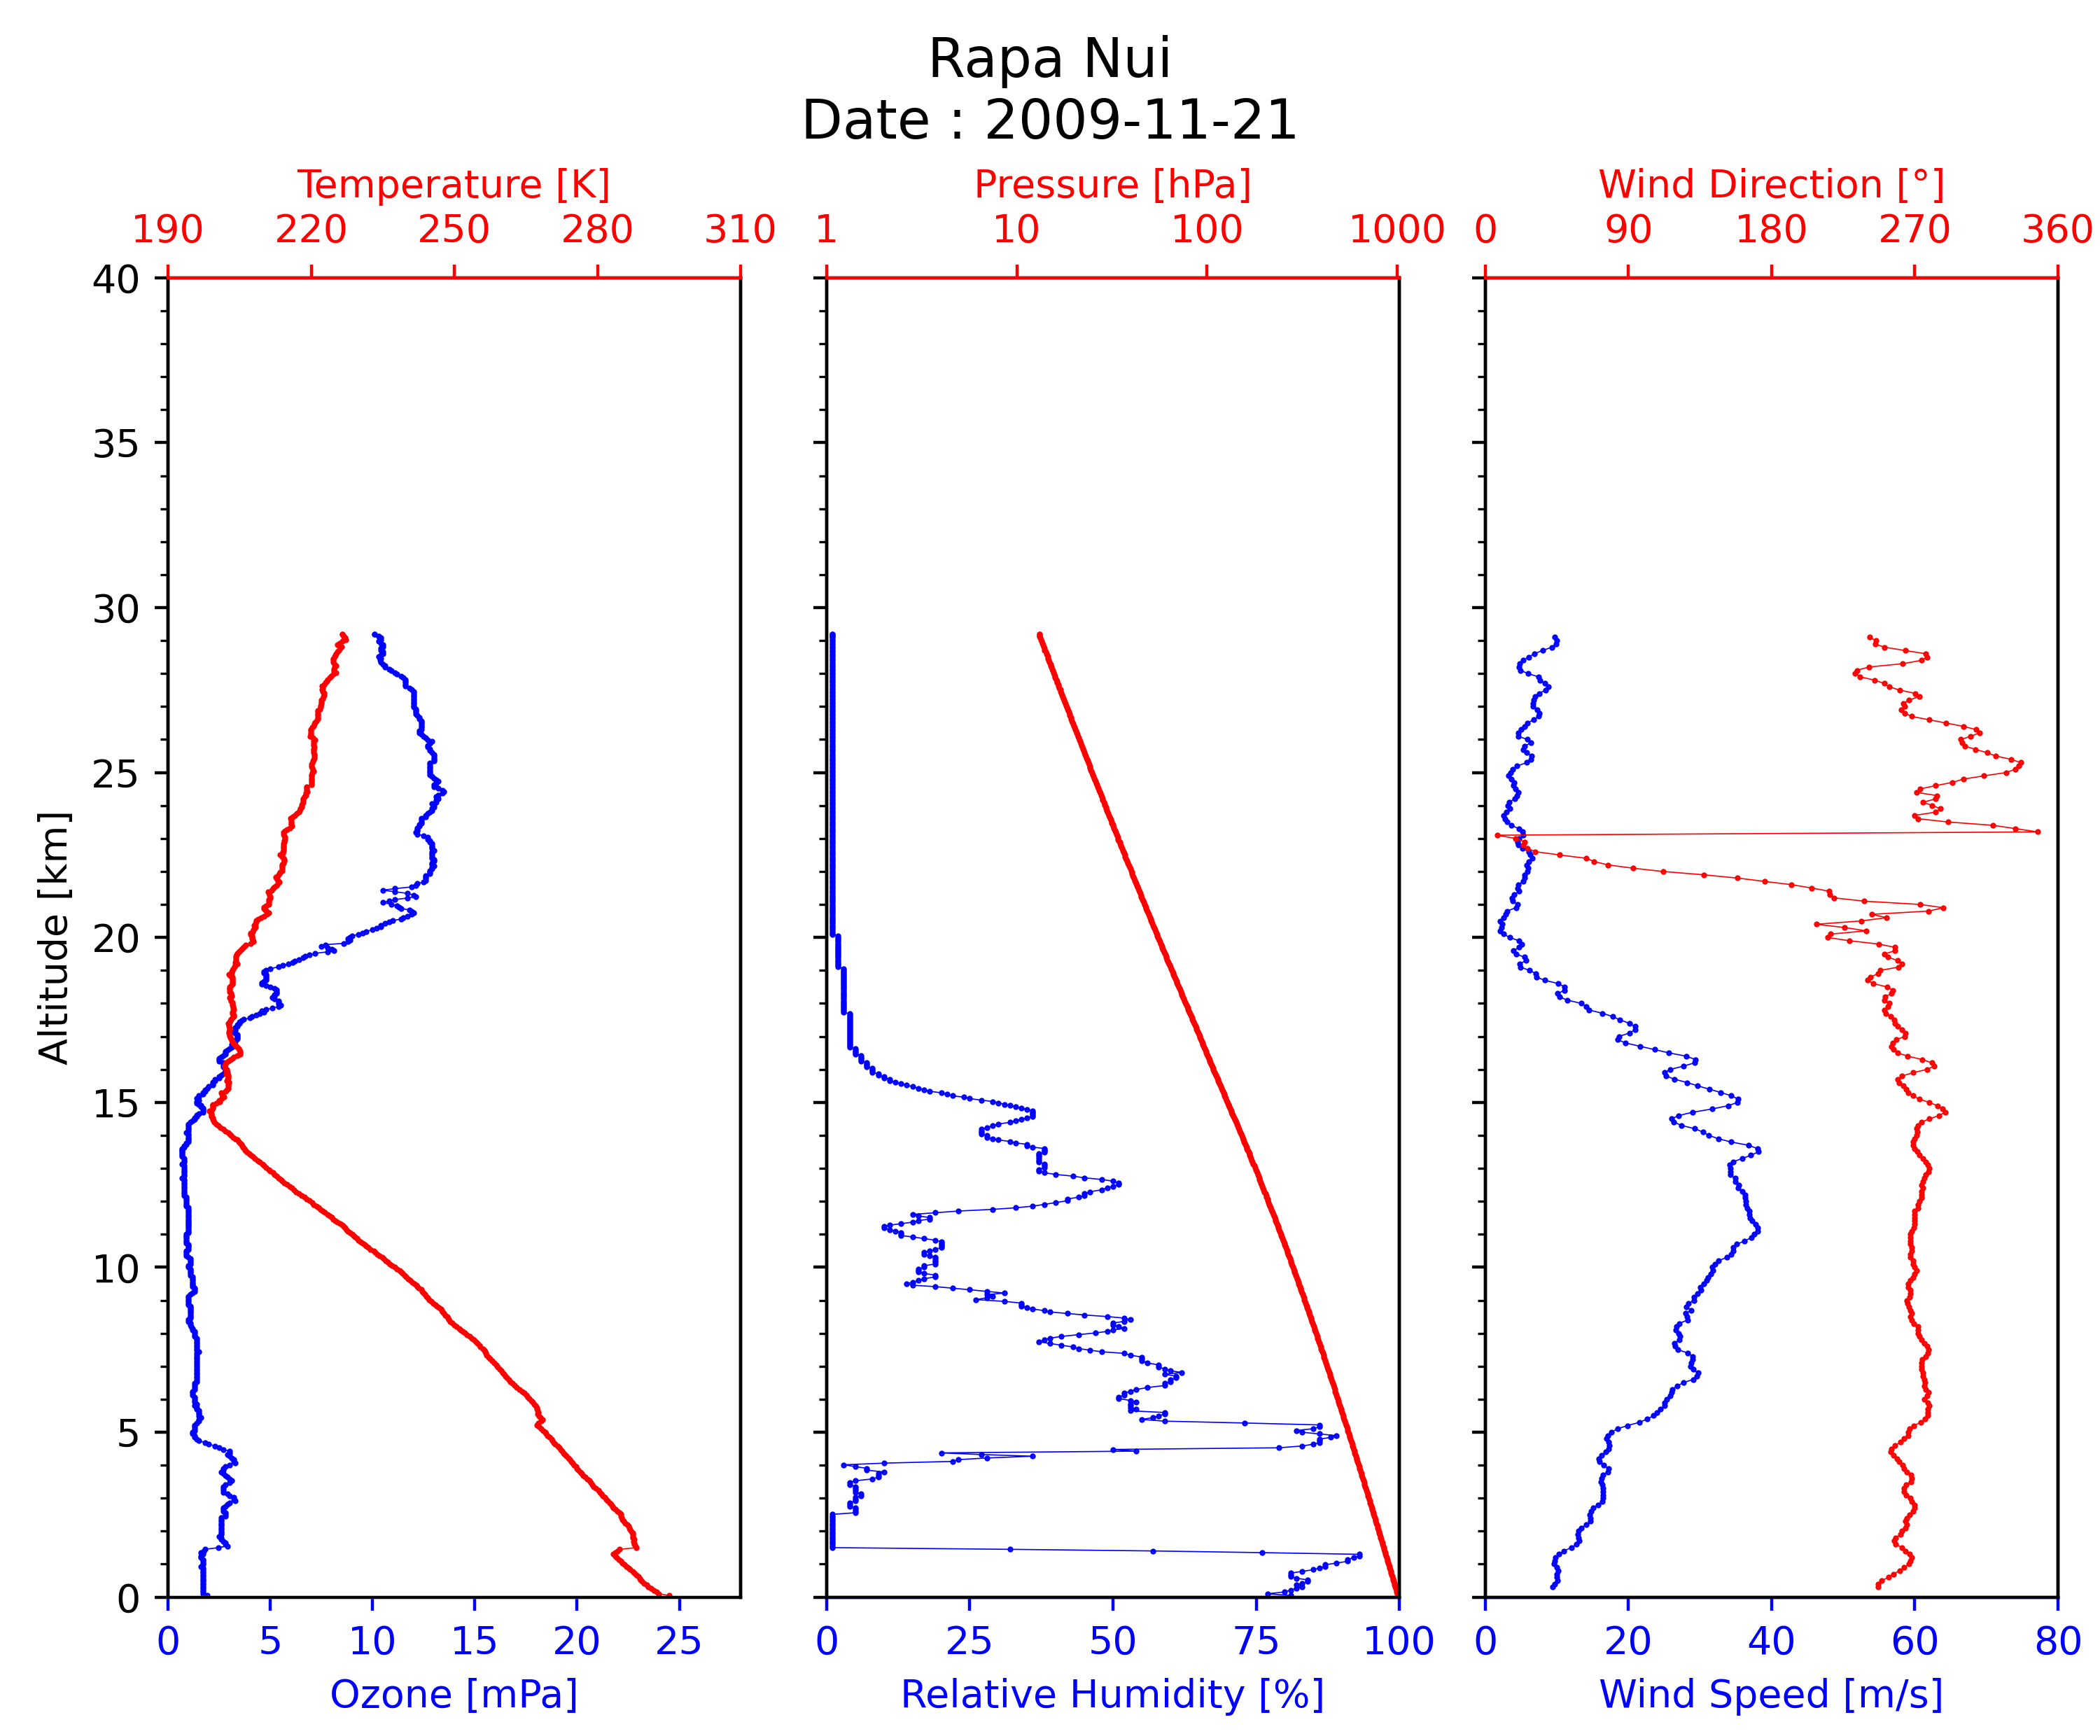 Rapa Nui
Date : 2009-11-21
Temperature [K]
190 220 250 280 310
Pressure [hPa]
1 10 100 1000
Wind Direction [°]
0 90 180 270 360
Altitude [km]
40
35
30
25
20
15
10
5
0
0 5 10 15 20 25
Ozone [mPa]
0 25 50 75 100
Relative Humidity [%]
0 20 40 60 80
Wind Speed [m/s]